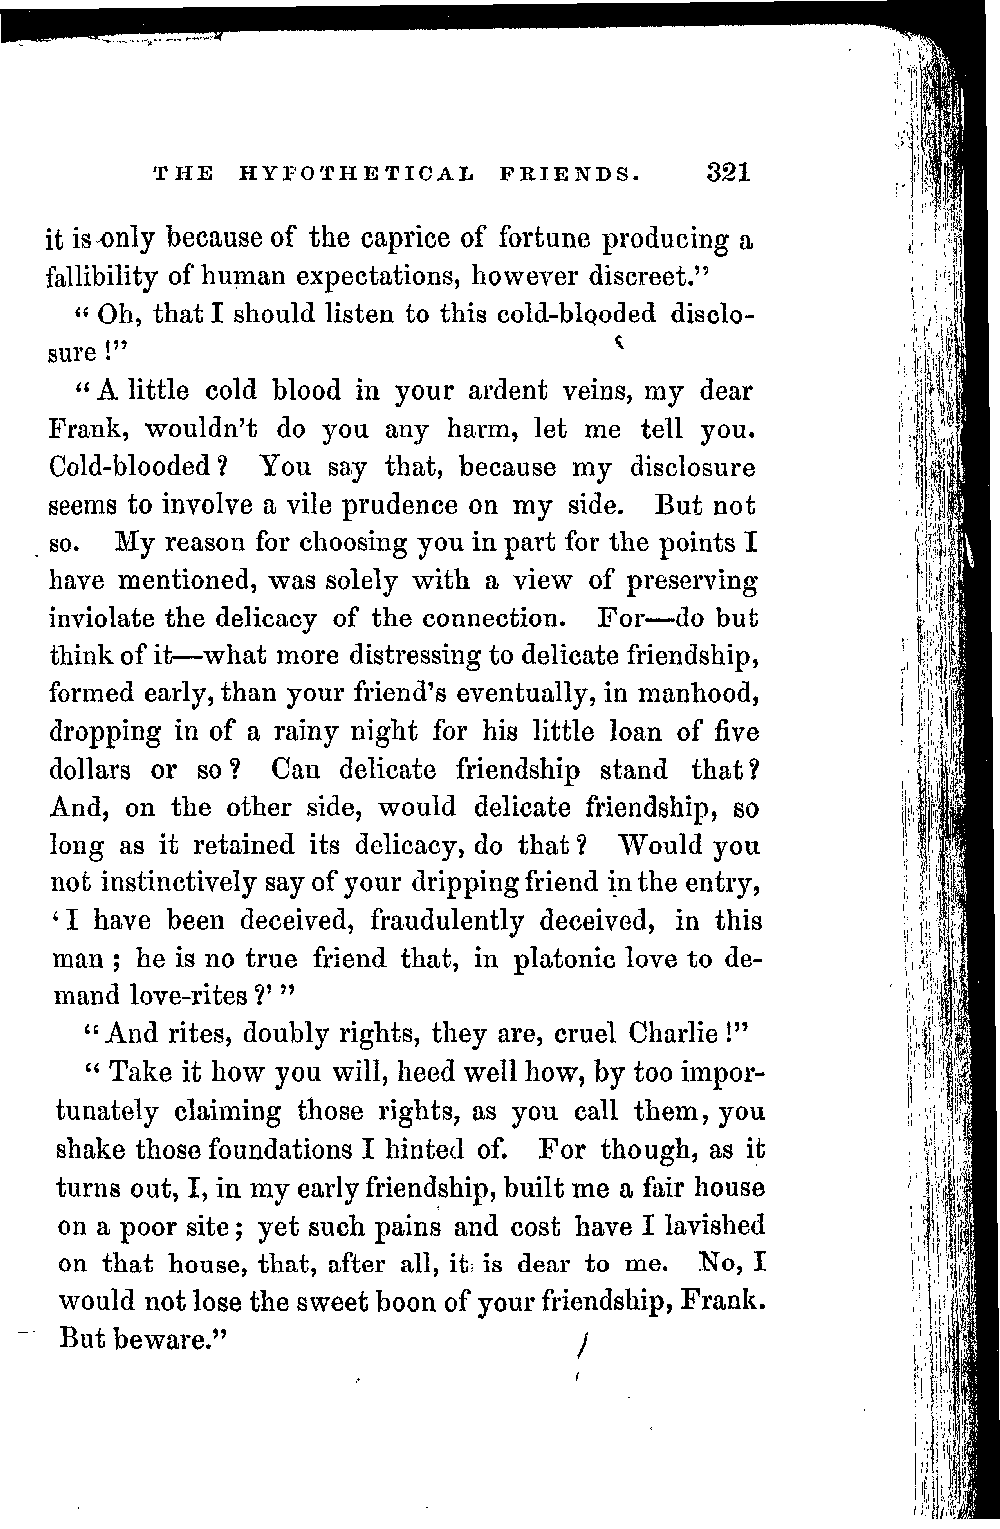 THE HYPOTHETICAL FRIENDS. 321
it is only because of the caprice of fortune producing a
fallibility of human expectations, however discreet."
" Oh, that I should listen to this cold-blooded disclo-
sure !"
" A little cold blood in your ardent veins, my dear
Frank, wouldn't do you any harm, let me tell you.
Cold-blooded ? You say that, because my disclosure
seems to involve a vile prudence on my side. But not
so. My reason for choosing you in part for the points I
have mentioned, was solely with a view of preserving
inviolate the delicacy of the connection. For—do but
think of it—what more distressing to delicate friendship,
formed early, than your friend's eventually, in manhood,
dropping in of a rainy night for his little loan of five
dollars or so ? Can delicate friendship stand that ?
And, on the other side, would delicate friendship, so
long as it retained its delicacy, do that ? Would you
not instinctively say of your dripping friend in the entry,
' I have been deceived, fraudulently deceived, in this
man ; he is no true friend that, in platonic love to de-
mand love-rites ?' "
" And rites, doubly rights, they are, cruel Charlie !"
" Take it how you will, heed well how, by too impor-
tunately claiming those rights, as you call them, you
shake those foundations I hinted of. For though, as it
turns out, I, in my early friendship, built me a fair house
on a poor site ; yet such pains and cost have I lavished
on that house, that, after all, it is dear to me. No, I
would not lose the sweet boon of your friendship, Frank.
But beware."